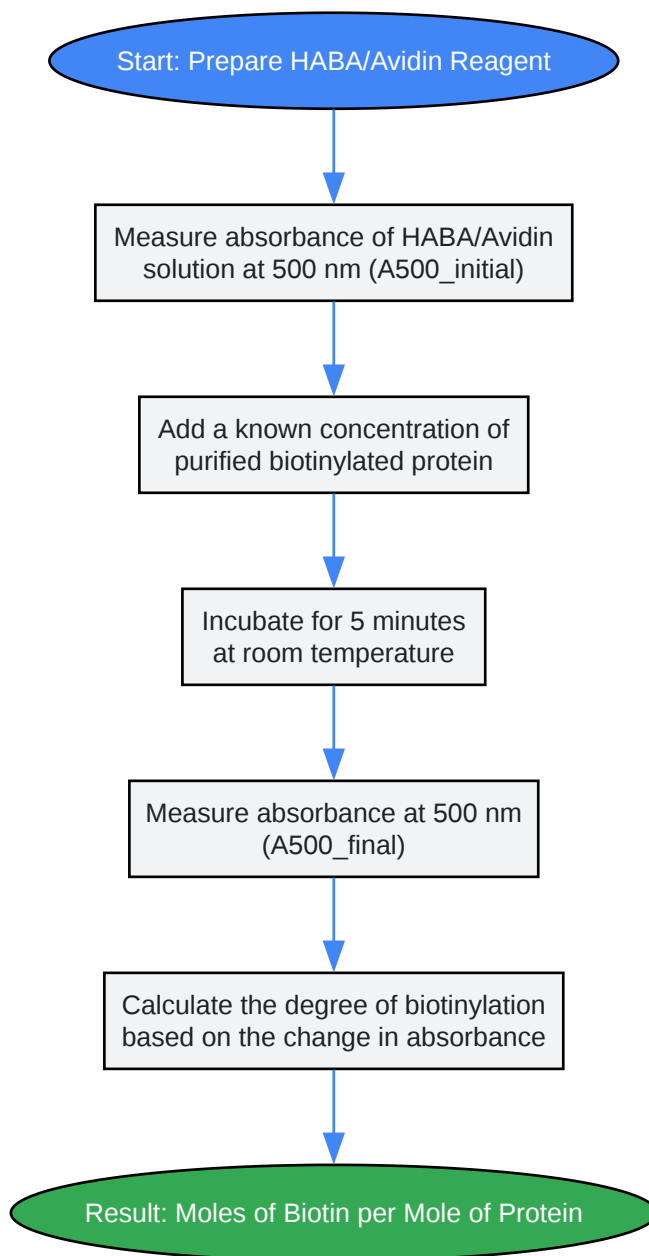 Start: Prepare HABA/Avidin Reagent
Measure absorbance of HABA/Avidin
solution at 500 nm (A500_initial)
Add a known concentration of
purified biotinylated protein
Incubate for 5 minutes
at room temperature
Measure absorbance at 500 nm
(A500_final)
Calculate the degree of biotinylation
based on the change in absorbance
Result: Moles of Biotin per Mole of Protein